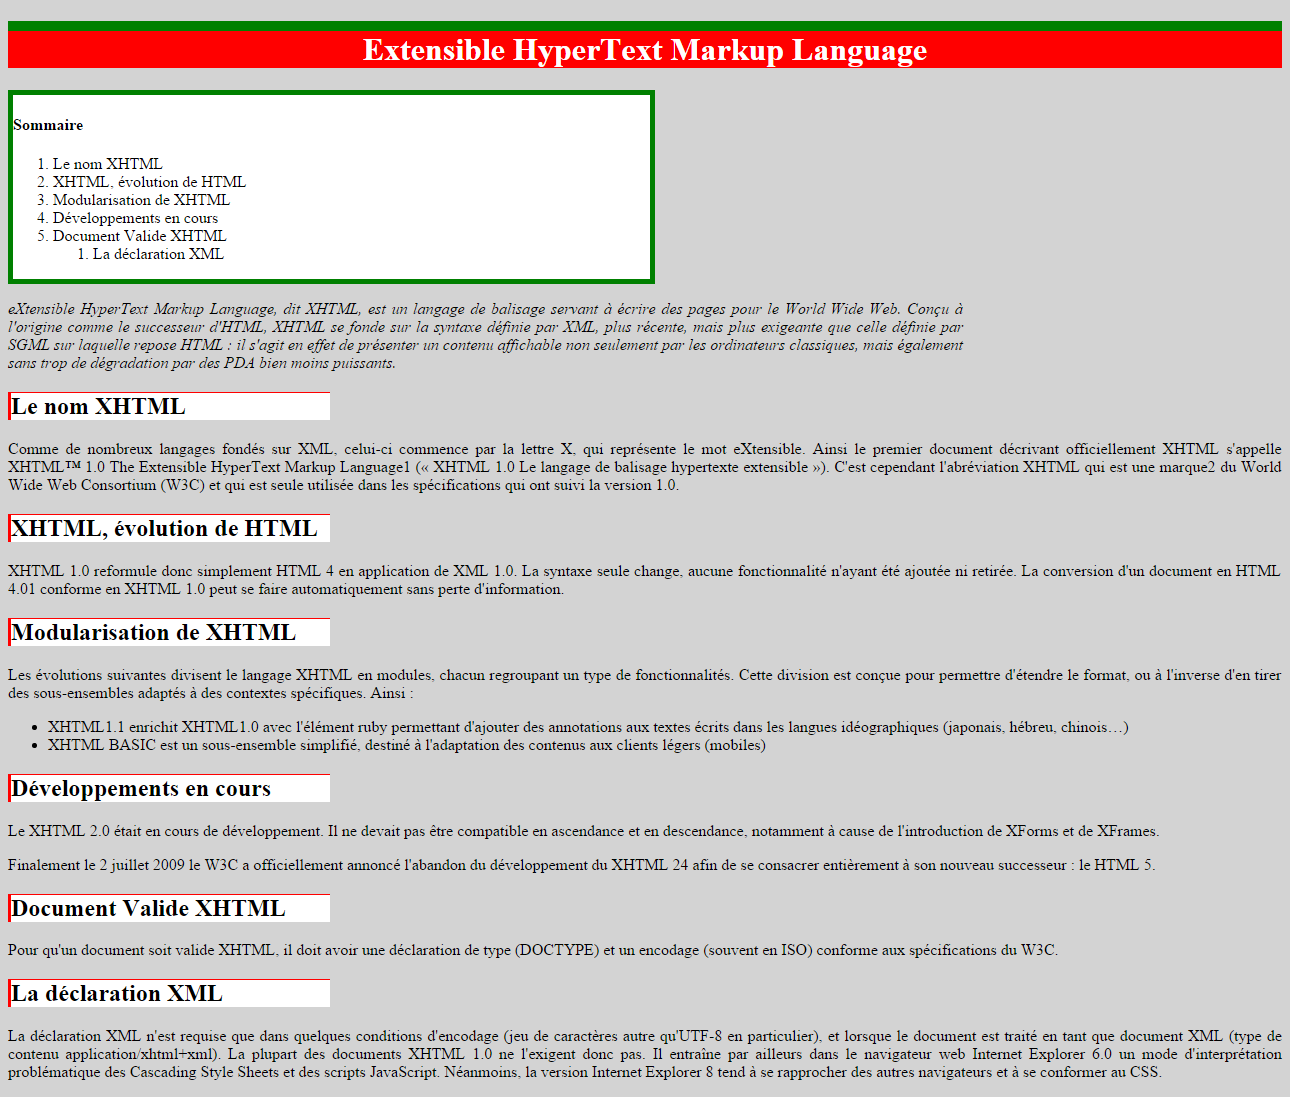 Extensible HyperText Markup Language
Sommaire
1. Le nom XHTML
2. XHTML, évolution de HTML
3. Modularisation de XHTML
4. Développements en cours
5. Document Valide XHTML
1. La déclaration XML
eXtensible HyperText Markup Language, dit XHTML, est un langage de balisage servant à écrire des pages pour le World Wide Web. Conçu à
l'origine comme le successeur d'HTML, XHTML se fonde sur la syntaxe définie par XML, plus récente, mais plus exigeante que celle définie par
SGML sur laquelle repose HTML : il s'agit en effet de présenter un contenu affichable non seulement par les ordinateurs classiques, mais également
sans trop de dégradation par des PDA bien moins puissants.
Le nom XHTML
Comme de nombreux langages fondés sur XML, celui-ci commence par la lettre X, qui représente le mot eXtensible. Ainsi le premier document décrivant officiellement XHTML s'appelle
XHTML™ 1.0 The Extensible HyperText Markup Language1 (« XHTML 1.0 Le langage de balisage hypertexte extensible »). C'est cependant l'abréviation XHTML qui est une marque2 du World
Wide Web Consortium (W3C) et qui est seule utilisée dans les spécifications qui ont suivi la version 1.0.
XHTML, évolution de HTML
XHTML 1.0 reformule donc simplement HTML 4 en application de XML 1.0. La syntaxe seule change, aucune fonctionnalité n'ayant été ajoutée ni retirée. La conversion d'un document en HTML
4.01 conforme en XHTML 1.0 peut se faire automatiquement sans perte d'information.
Modularisation de XHTML
Les évolutions suivantes divisent le langage XHTML en modules, chacun regroupant un type de fonctionnalités. Cette division est conçue pour permettre d'étendre le format, ou à l'inverse d'en tirer
des sous-ensembles adaptés à des contextes spécifiques. Ainsi :
• XHTML1.1 enrichit XHTML1.0 avec l'élément ruby permettant d'ajouter des annotations aux textes écrits dans les langues idéographiques (japonais, hébreu, chinois…)
• XHTML BASIC est un sous-ensemble simplifié, destiné à l'adaptation des contenus aux clients légers (mobiles)
Développements en cours
Le XHTML 2.0 était en cours de développement. Il ne devait pas être compatible en ascendance et en descendance, notamment à cause de l'introduction de XForms et de XFrames.
Finalement le 2 juillet 2009 le W3C a officiellement annoncé l'abandon du développement du XHTML 24 afin de se consacrer entièrement à son nouveau successeur : le HTML 5.
Document Valide XHTML
Pour qu'un document soit valide XHTML, il doit avoir une déclaration de type (DOCTYPE) et un encodage (souvent en ISO) conforme aux spécifications du W3C.
La déclaration XML
La déclaration XML n'est requise que dans quelques conditions d'encodage (jeu de caractères autre qu'UTF-8 en particulier), et lorsque le document est traité en tant que document XML (type de
contenu application/xhtml+xml). La plupart des documents XHTML 1.0 ne l'exigent donc pas. Il entraîne par ailleurs dans le navigateur web Internet Explorer 6.0 un mode d'interprétation
problématique des Cascading Style Sheets et des scripts JavaScript. Néanmoins, la version Internet Explorer 8 tend à se rapprocher des autres navigateurs et à se conformer au CSS.